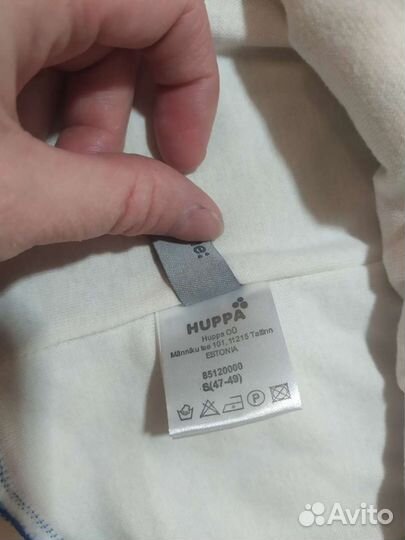 HUPPA
Huppa OÜ
Männiku tee 101, 11215 Tallinn
ESTONIA
85120000
S(47-49)
P
Avito